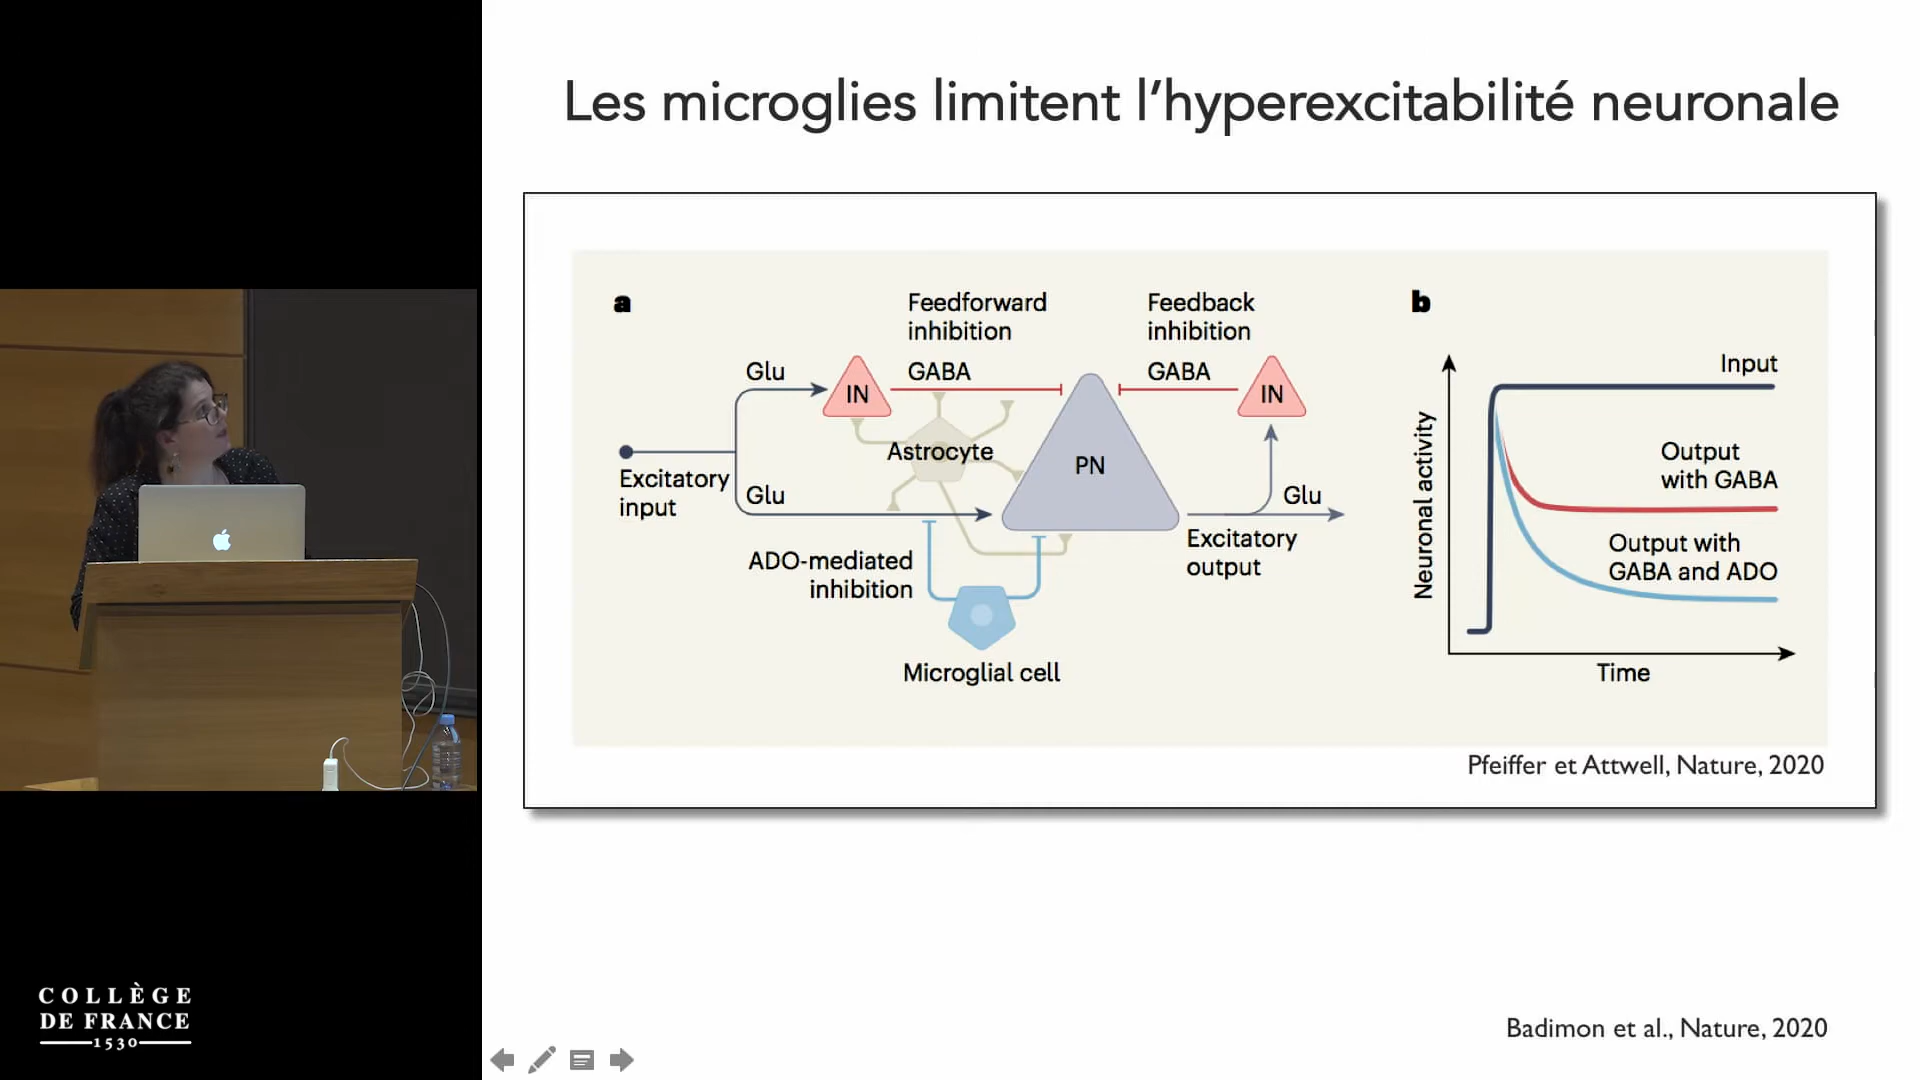 Les microglies limitent l'hyperexcitabilité neuronale
a
Feedforward
inhibition
Feedback
inhibition
Glu
IN
GABA
GABA
IN
Astrocyte
PN
Excitatory
input
Glu
Glu
ADO-mediated
inhibition
Excitatory
output
Microglial cell
b
Input
Neuronal activity
Output
with GABA
Output with
GABA and ADO
Time
Pfeiffer et Attwell, Nature, 2020
Badimon et al., Nature, 2020
COLLÈGE
DE FRANCE
1530